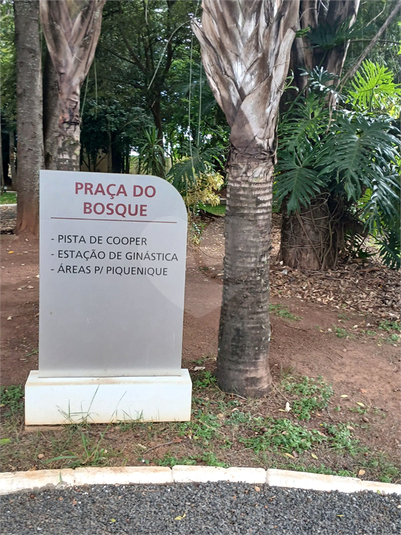 PRAÇA DO
BOSQUE
- PISTA DE COOPER
- ESTAÇÃO DE GINÁSTICA
- ÁREAS P/ PIQUENIQUE